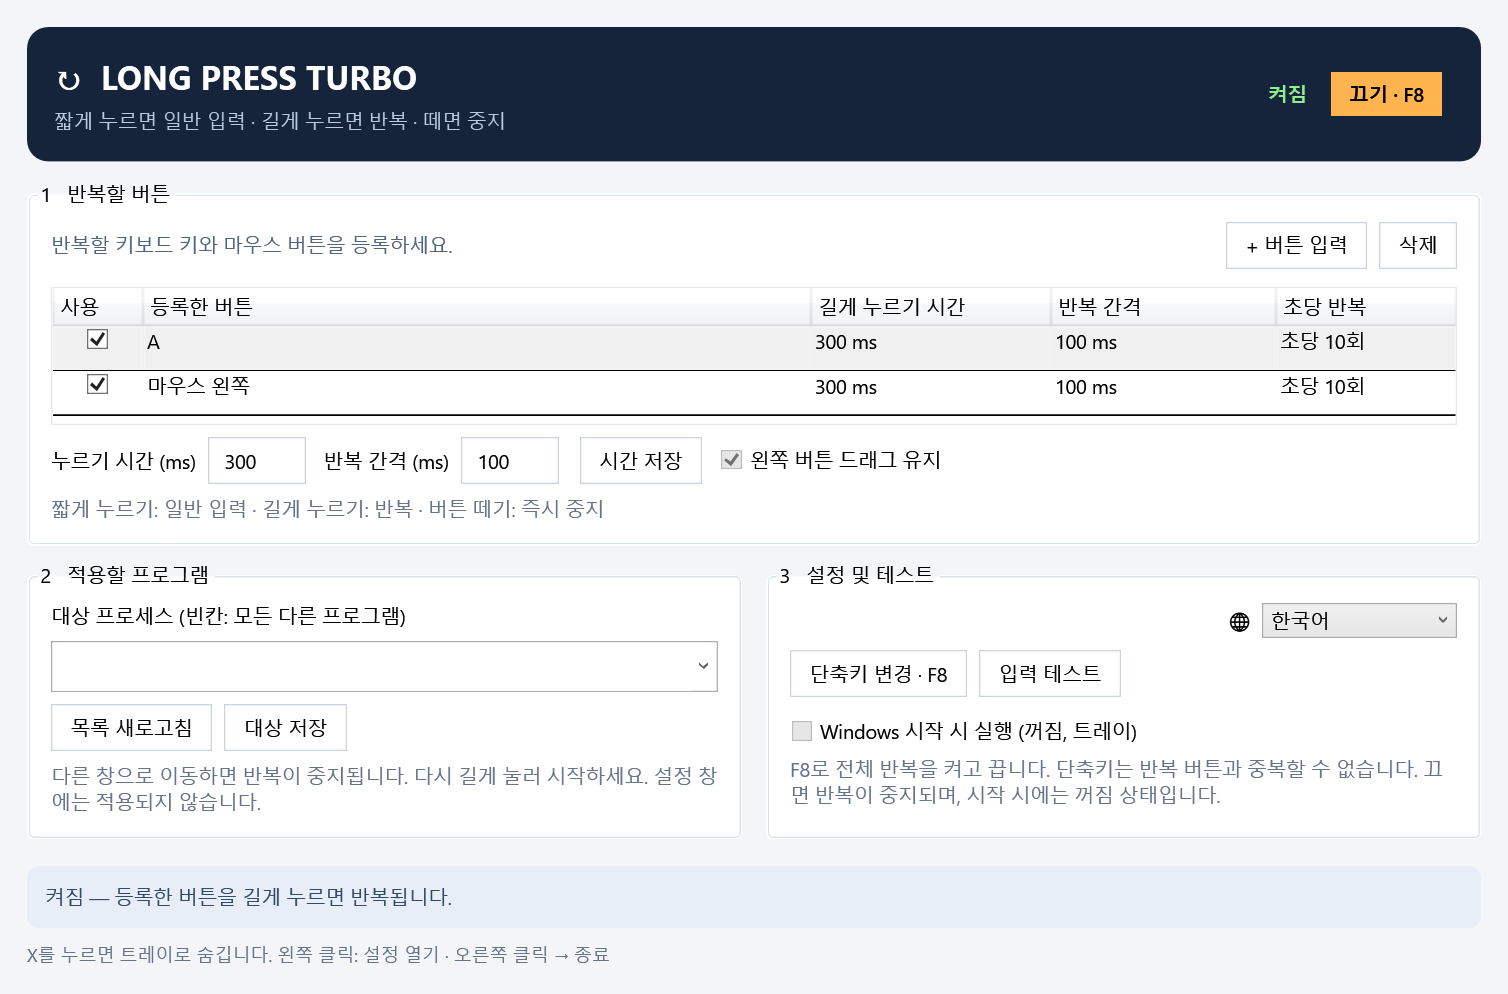 ↻ LONG PRESS TURBO
짧게 누르면 일반 입력 · 길게 누르면 반복 · 떼면 중지
켜짐
끄기 · F8
1 반복할 버튼
반복할 키보드 키와 마우스 버튼을 등록하세요.
+ 버튼 입력
삭제
사용 등록한 버튼 길게 누르기 시간 반복 간격 초당 반복
A 300 ms 100 ms 초당 10회
마우스 왼쪽 300 ms 100 ms 초당 10회
누르기 시간 (ms) 300 반복 간격 (ms) 100 시간 저장 왼쪽 버튼 드래그 유지
짧게 누르기: 일반 입력 · 길게 누르기: 반복 · 버튼 떼기: 즉시 중지
2 적용할 프로그램
대상 프로세스 (빈칸: 모든 다른 프로그램)
목록 새로고침 대상 저장
다른 창으로 이동하면 반복이 중지됩니다. 다시 길게 눌러 시작하세요. 설정 창
에는 적용되지 않습니다.
3 설정 및 테스트
한국어
단축키 변경 · F8 입력 테스트
Windows 시작 시 실행 (꺼짐, 트레이)
F8로 전체 반복을 켜고 끕니다. 단축키는 반복 버튼과 중복할 수 없습니다. 끄
면 반복이 중지되며, 시작 시에는 꺼짐 상태입니다.
켜짐 — 등록한 버튼을 길게 누르면 반복됩니다.
X를 누르면 트레이로 숨깁니다. 왼쪽 클릭: 설정 열기 · 오른쪽 클릭 → 종료